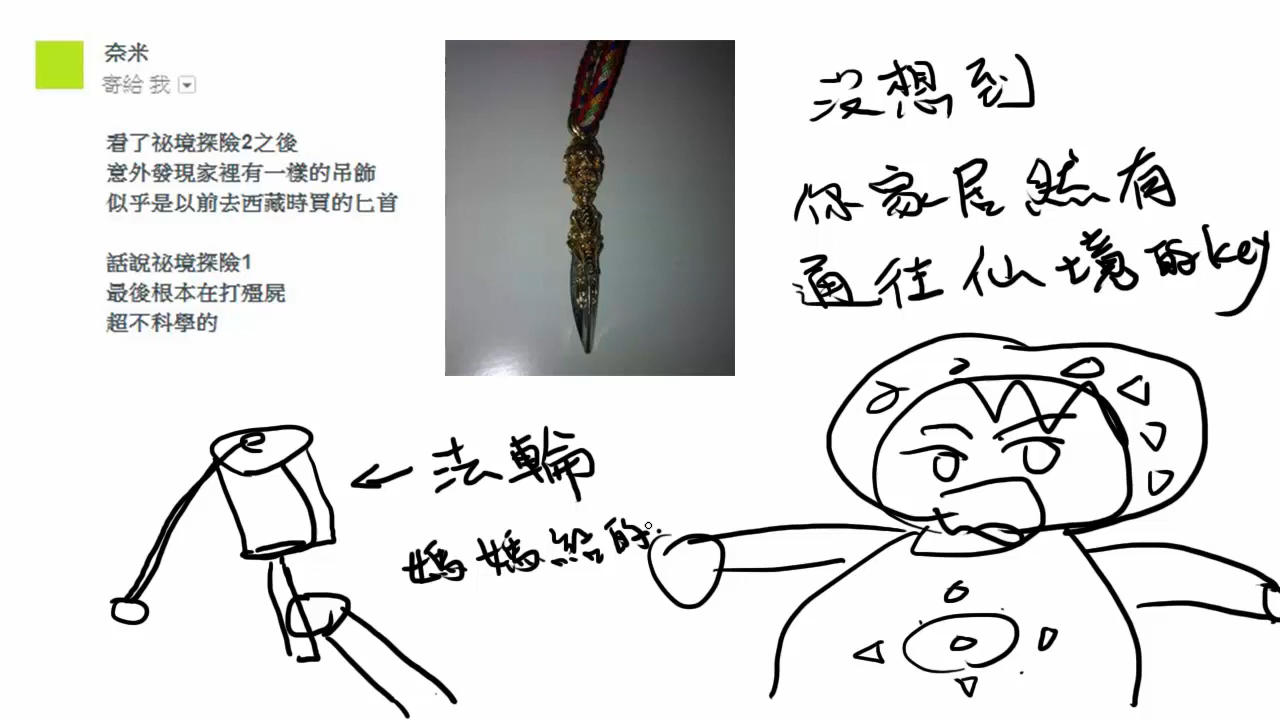 奈米
寄給 我
看了祕境探險2之後
意外發現家裡有一樣的吊飾
似乎是以前去西藏時買的匕首
話說祕境探險1
最後根本在打殭屍
超不科學的
沒想到
你家居然有
通往仙境的key
法輪
媽媽給的